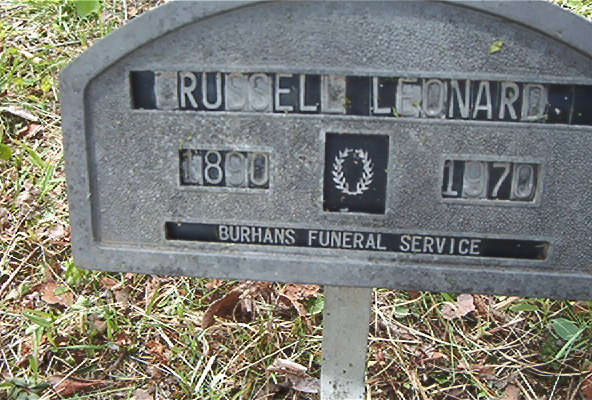 RUSSELL LEONARD
1890 1970
BURHANS FUNERAL SERVICE